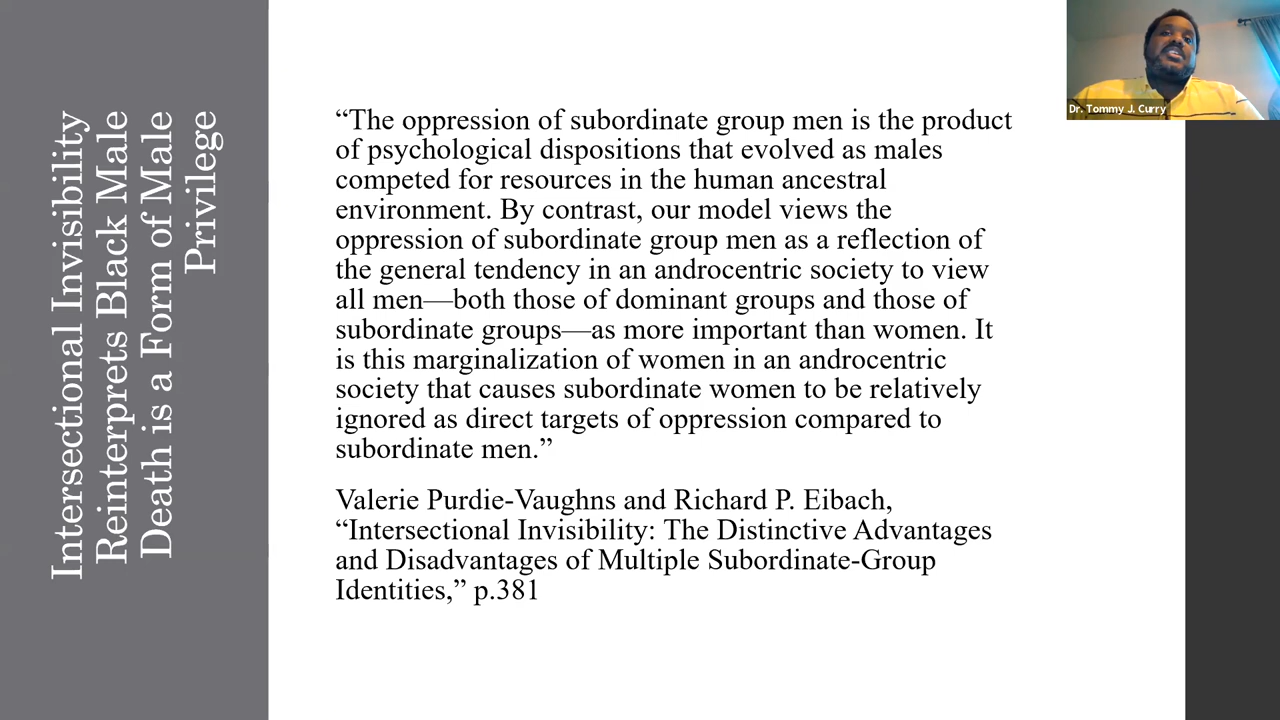 Intersectional Invisibility
Reinterprets Black Male
Death is a Form of Male
Privilege
“The oppression of subordinate group men is the product
of psychological dispositions that evolved as males
competed for resources in the human ancestral
environment. By contrast, our model views the
oppression of subordinate group men as a reflection of
the general tendency in an androcentric society to view
all men—both those of dominant groups and those of
subordinate groups—as more important than women. It
is this marginalization of women in an androcentric
society that causes subordinate women to be relatively
ignored as direct targets of oppression compared to
subordinate men.”
Valerie Purdie-Vaughns and Richard P. Eibach,
“Intersectional Invisibility: The Distinctive Advantages
and Disadvantages of Multiple Subordinate-Group
Identities,” p.381
Dr. Tommy J. Curry